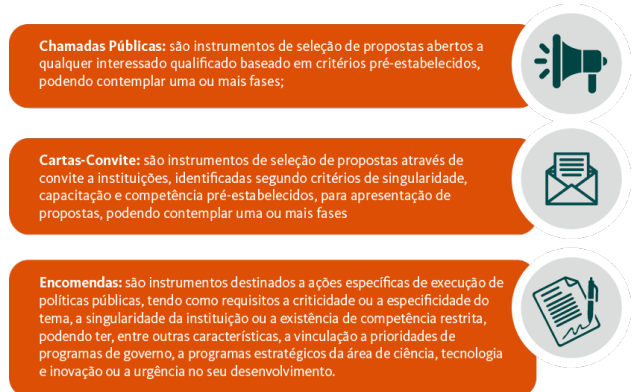 Chamadas Públicas: são instrumentos de seleção de propostas abertos a
qualquer interessado qualificado baseado em critérios pré-estabelecidos,
podendo contemplar uma ou mais fases;
Cartas-Convite: são instrumentos de seleção de propostas através de
convite a instituições, identificadas segundo critérios de singularidade,
capacitação e competência pré-estabelecidos, para apresentação de
propostas, podendo contemplar uma ou mais fases
Encomendas: são instrumentos destinados a ações específicas de execução de
políticas públicas, tendo como requisitos a criticidade ou a especificidade do
tema, a singularidade da instituição ou a existência de competência restrita,
podendo ter, entre outras características, a vinculação a prioridades de
programas de governo, a programas estratégicos da área de ciência, tecnologia
e inovação ou a urgência no seu desenvolvimento.